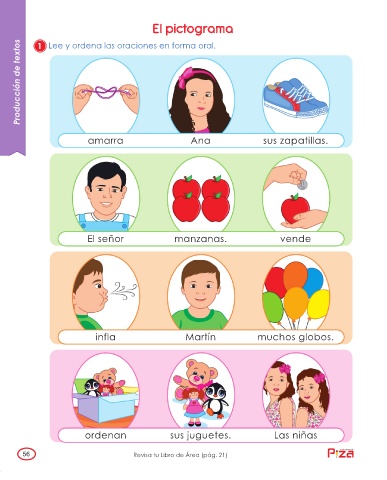 El pictograma
Producción de textos
1 Lee y ordena las oraciones en forma oral.
amarra Ana sus zapatillas.
El señor manzanas. vende
infla Martín muchos globos.
ordenan sus juguetes. Las niñas
56 Revisa tu Libro de Área (pág. 21) Piza